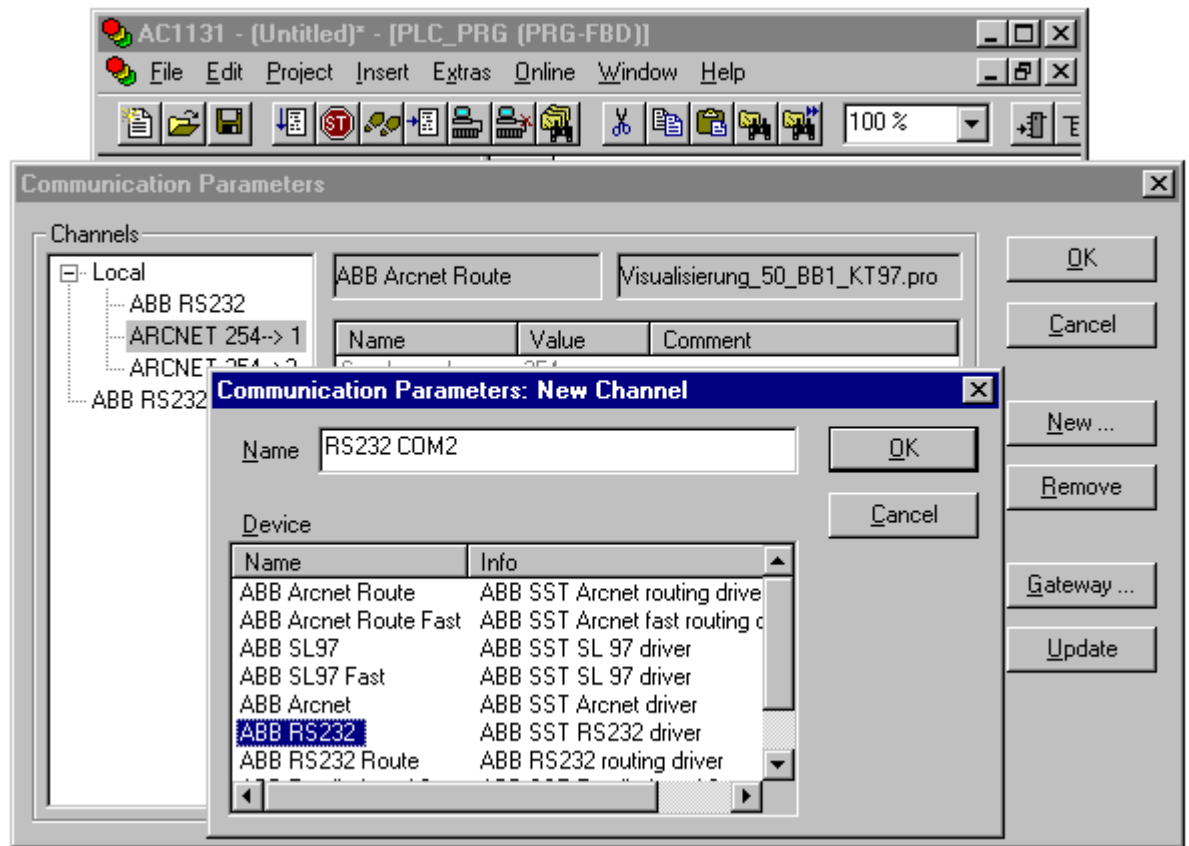 AC1131 - (Untitled)* - [PLC_PRG (PRG-FBD)]
File Edit Project Insert Extras Online Window Help
ST 100 %
Communication Parameters
Channels
Local
ABB RS232
ARCNET 254--> 1
ABB RS232
ABB Arcnet Route
Visualisierung_50_BB1_KT97.pro
Name Value Comment
OK
Cancel
New ...
Remove
Gateway ...
Update
Communication Parameters: New Channel
Name RS232 COM2
OK
Cancel
Device
Name Info
ABB Arcnet Route ABB SST Arcnet routing drive
ABB Arcnet Route Fast ABB SST Arcnet fast routing
ABB SL97 ABB SST SL 97 driver
ABB SL97 Fast ABB SST SL 97 driver
ABB Arcnet ABB SST Arcnet driver
ABB RS232 ABB SST RS232 driver
ABB RS232 Route ABB RS232 routing driver